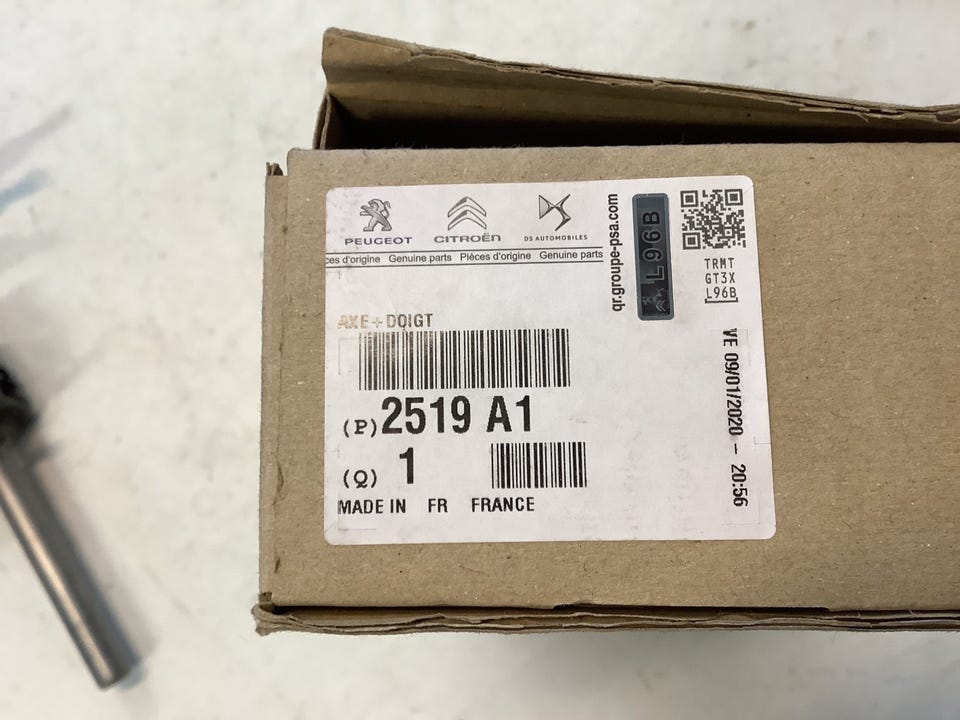 PEUGEOT CITROËN DS AUTOMOBILES
ces d'origine Genuine parts Pièces d'origine Genuine parts
AXE+DOIGT
(P) 2519 A1
(Q) 1
MADE IN FR FRANCE
qr.groupe-psa.com
L96B
TRMT
GT3X
L96B
VE 09/01/2020 - 20:56